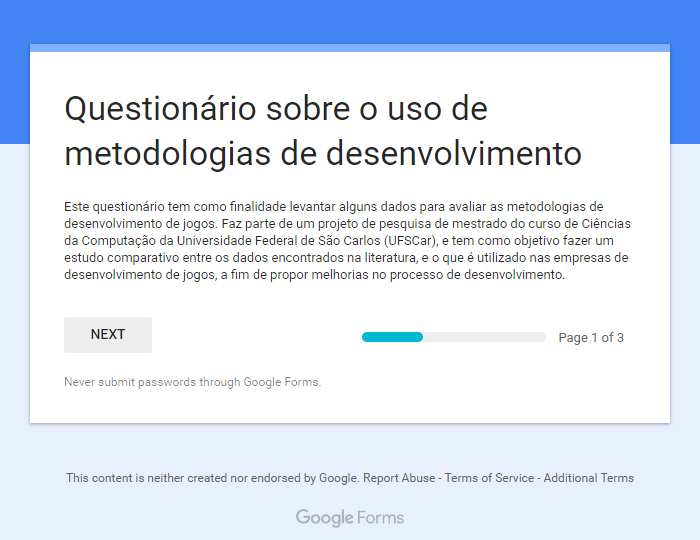 Questionário sobre o uso de
metodologias de desenvolvimento
Este questionário tem como finalidade levantar alguns dados para avaliar as metodologias de
desenvolvimento de jogos. Faz parte de um projeto de pesquisa de mestrado do curso de Ciências
da Computação da Universidade Federal de São Carlos (UFSCar), e tem como objetivo fazer um
estudo comparativo entre os dados encontrados na literatura, e o que é utilizado nas empresas de
desenvolvimento de jogos, a fim de propor melhorias no processo de desenvolvimento.
NEXT
Page 1 of 3
Never submit passwords through Google Forms.
This content is neither created nor endorsed by Google. Report Abuse - Terms of Service - Additional Terms
Google Forms